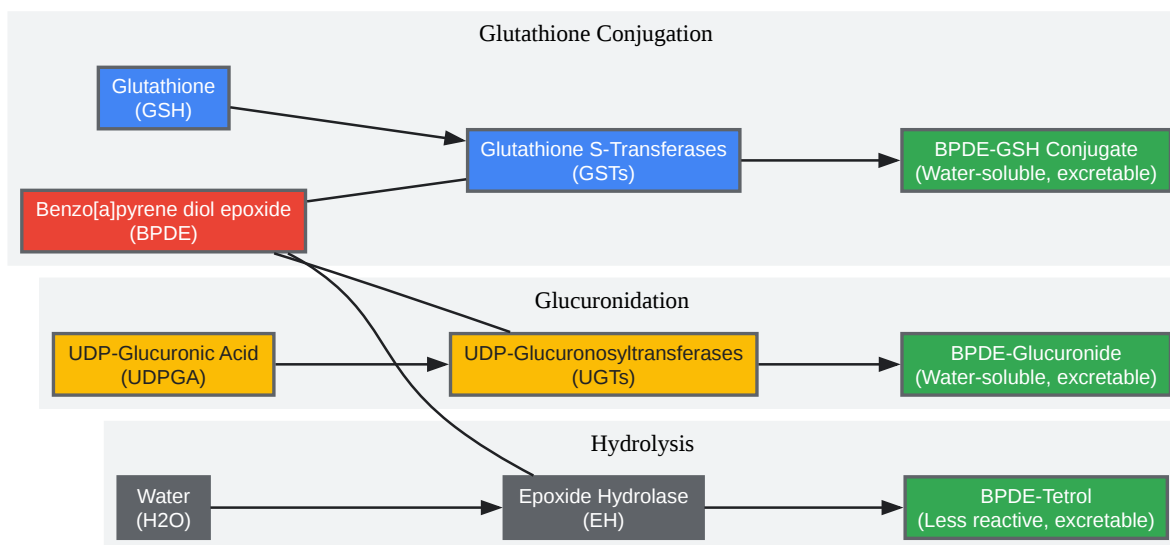 Glutathione Conjugation
Glutathione
(GSH)
Glutathione S-Transferases
(GSTs)
BPDE-GSH Conjugate
(Water-soluble, excretable)
Benzo[a]pyrene diol epoxide
(BPDE)
Glucuronidation
UDP-Glucuronic Acid
(UDPGA)
UDP-Glucuronosyltransferases
(UGTs)
BPDE-Glucuronide
(Water-soluble, excretable)
Hydrolysis
Water
(H2O)
Epoxide Hydrolase
(EH)
BPDE-Tetrol
(Less reactive, excretable)